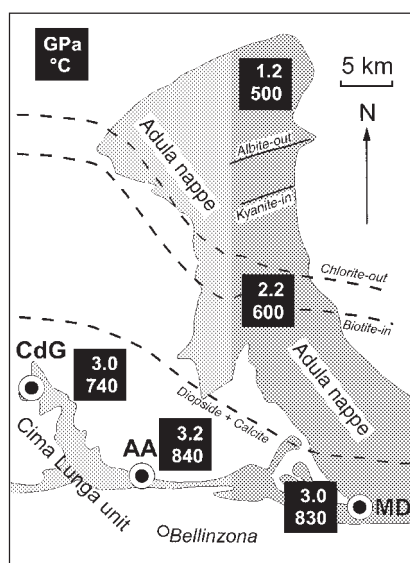 GPa
°C
1.2
500
5 km
N
Adula nappe
Albite-out
Kyanite-in
Chlorite-out
2.2
600
Biotite-in
CdG
3.0
740
Diopside + Calcite
Adula nappe
Cima Lunga unit
AA
3.2
840
3.0
830
MD
Bellinzona